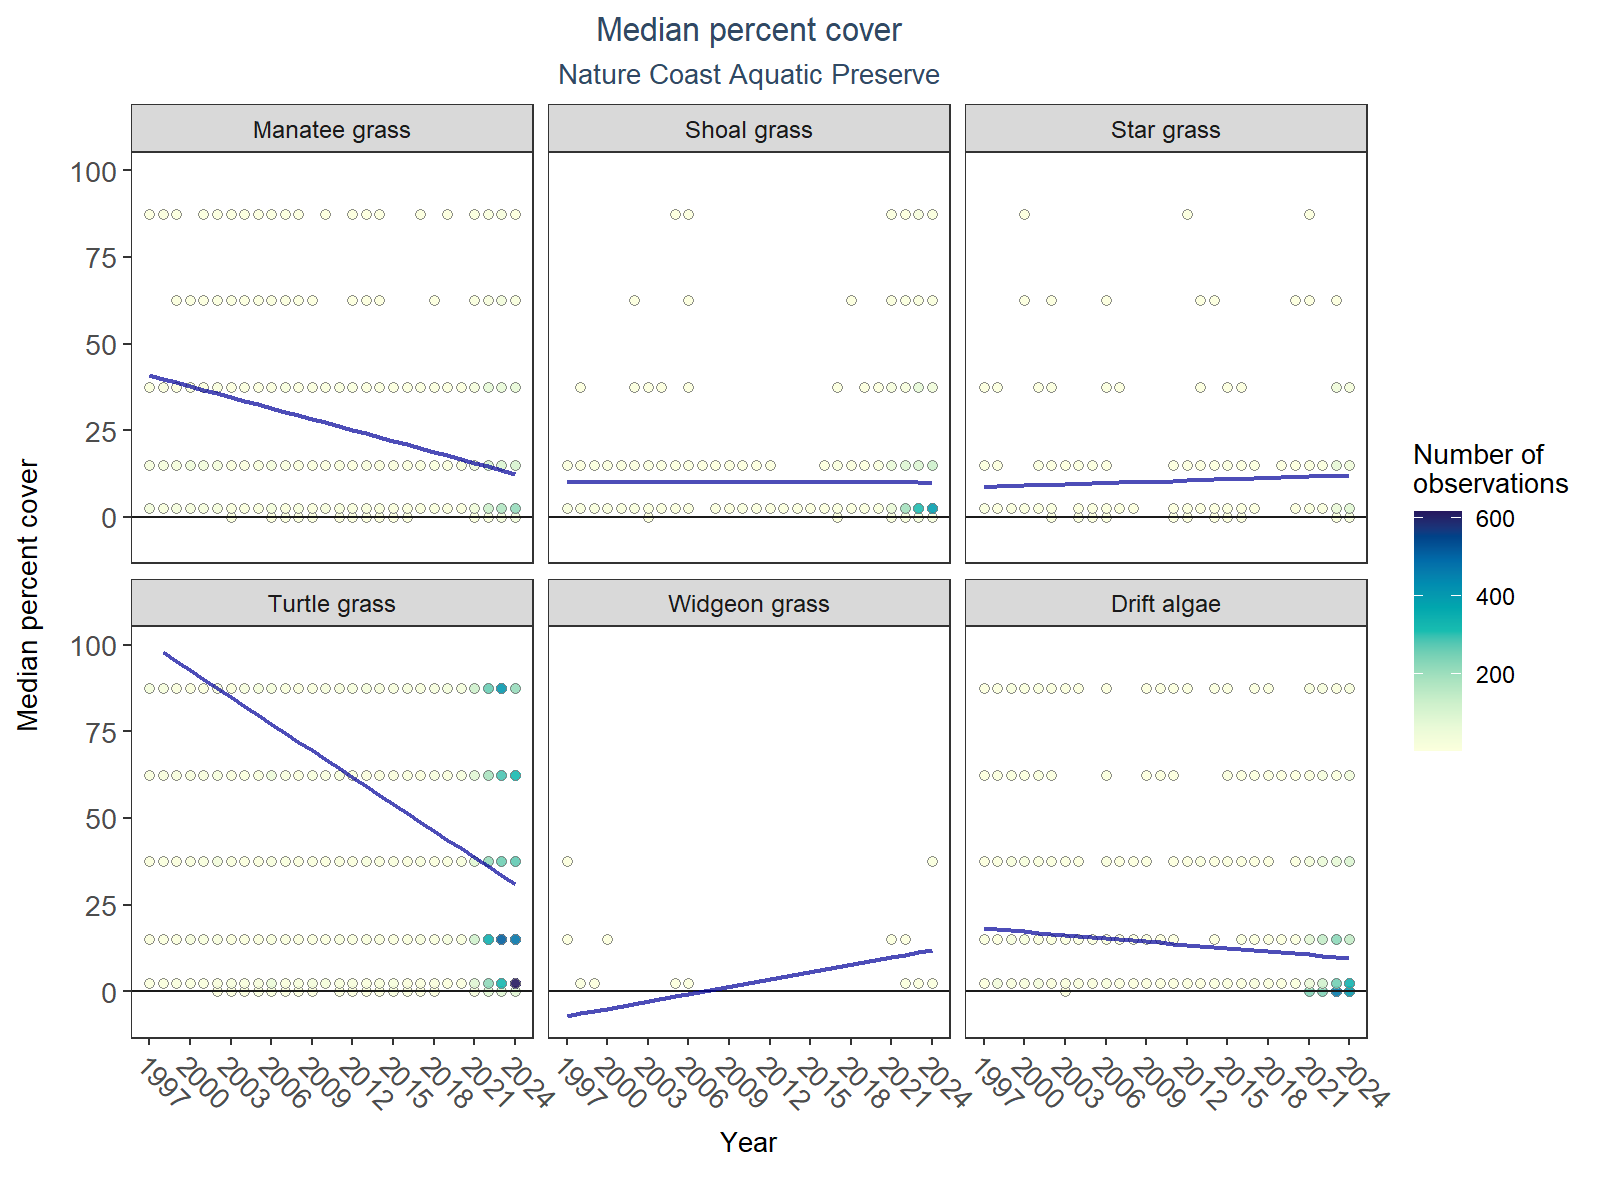 Median percent cover
Nature Coast Aquatic Preserve
Manatee grass
Shoal grass
Star grass
100
75
50
25
0
Turtle grass
Widgeon grass
Drift algae
100
75
50
25
0
Median percent cover
1997 2000 2003 2006 2009 2012 2015 2018 2021 2024
1997 2000 2003 2006 2009 2012 2015 2018 2021 2024
1997 2000 2003 2006 2009 2012 2015 2018 2021 2024
Year
Number of
observations
600
400
200